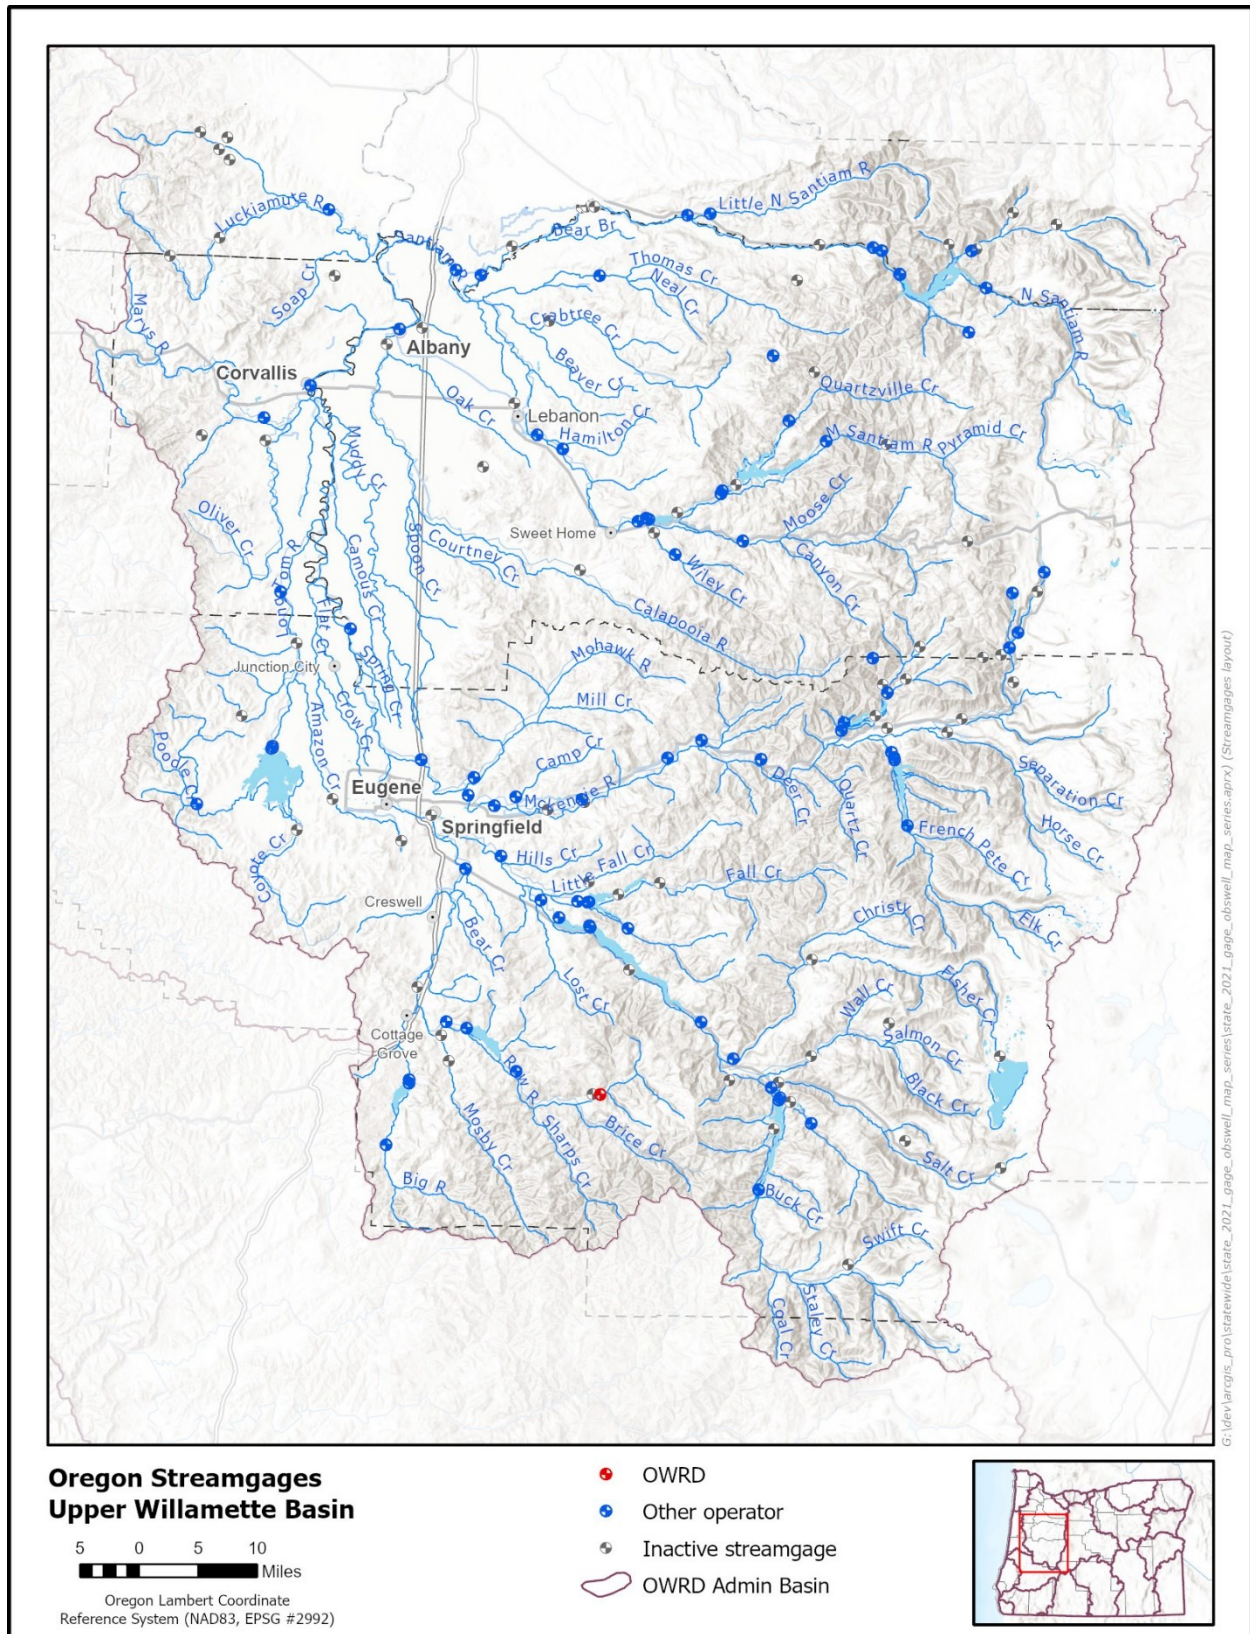 Luckiamute R
Little N Santiam R
Bear Br
Santiam R
Thomas Cr
Neal Cr
Soap Cr
Marys R
N Santiam R
Crabtree Cr
Albany
Beaver Cr
Corvallis
Quartzville Cr
Oak Cr
Lebanon
Hamilton Cr
M Santiam R
Pyramid Cr
Muddy Cr
Moose Cr
Oliver Cr
Spoon Cr
Courtney Cr
Sweet Home
Canyon Cr
Wiley Cr
Long Tom R
Camous Cr
Flat Cr
Calapooia R
Spring Cr
Mohawk R
Junction City
Mill Cr
Amazon Cr
Crow Cr
Poodle Cr
Camp Cr
Deer Cr
Quartz Cr
Separation Cr
Eugene
McKenzie R
Horse Cr
Springfield
French Pete Cr
Coyote Cr
Hills Cr
Little Fall Cr
Fall Cr
Creswell
Christy Cr
Elk Cr
Bear Cr
Lost Cr
Fisher Cr
Wall Cr
Cottage
Grove
Salmon Cr
Row R
Black Cr
Mosby Cr
Sharps Cr
Brice Cr
Salt Cr
Big R
Buck Cr
Swift Cr
Coal Cr
Staley Cr
G:\dev\arcgis_pro\statewide\state_2021_gage_obswell_map_series\state_2021_gage_obswell_map_series.aprx) (Streamgages layout)
Oregon Streamgages
Upper Willamette Basin
5 0 5 10
Miles
Oregon Lambert Coordinate
Reference System (NAD83, EPSG #2992)
OWRD
Other operator
Inactive streamgage
OWRD Admin Basin